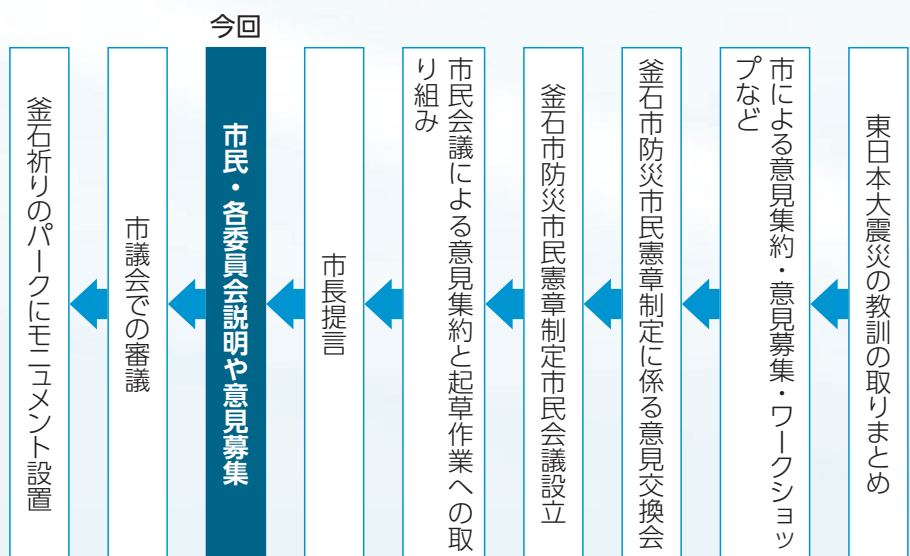 東日本大震災の教訓の取りまとめ
市による意見集約・意見募集・ワークショッ
プなど
釜石市防災市民憲章制定に係る意見交換会
釜石市防災市民憲章制定市民会議設立
市民会議による意見集約と起草作業への取
り組み
市長提言
今回
市民・各委員会説明や意見募集
市議会での審議
釜石祈りのパークにモニュメント設置